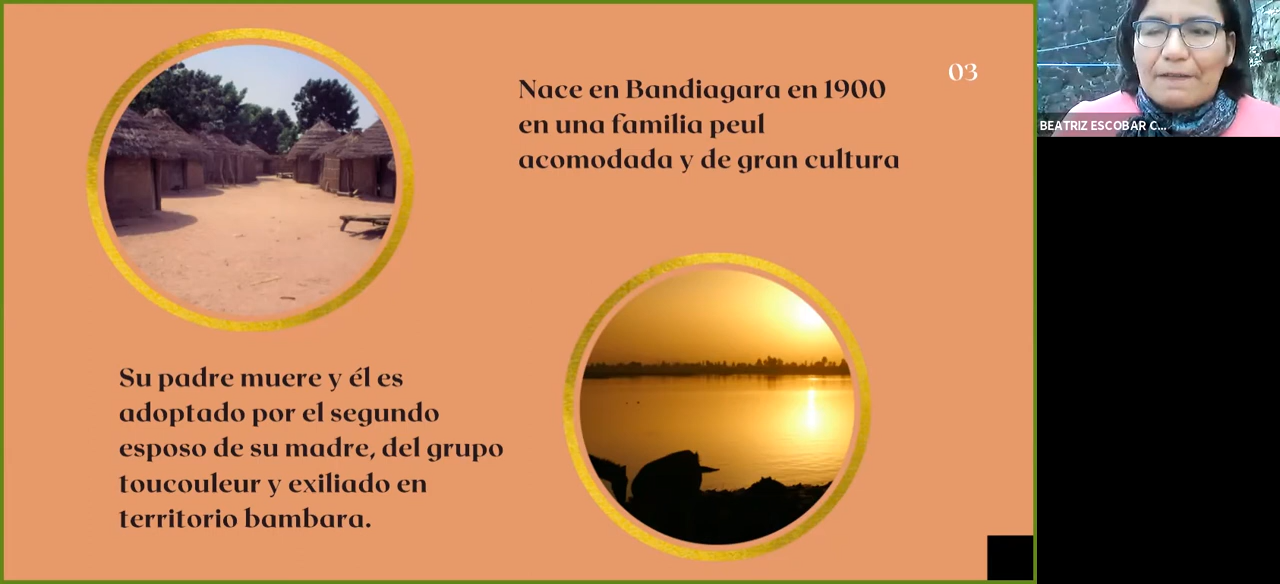 Nace en Bandiagara en 1900
en una familia peul
acomodada y de gran cultura
03
BEATRIZ ESCOBAR C...
Su padre muere y él es
adoptado por el segundo
esposo de su madre, del grupo
toucouleur y exiliado en
territorio bambara.